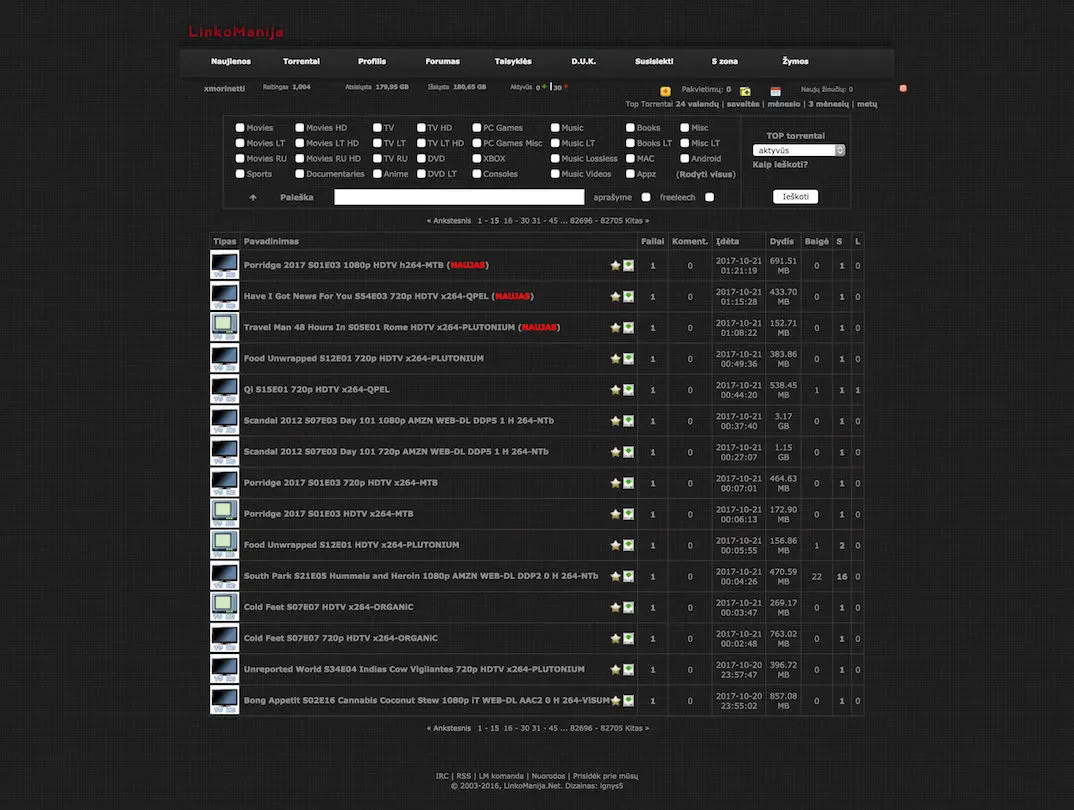 LinkoManija
Naujienos Torrentai Profilis Forumas Taisyklės D.U.K. Susisiekti 5 zona Žymos
xmorinetti Reitingas 1,004 Atsisiųsta 179,95 GB Išsiųsta 180,65 GB Aktyvūs 0 30 Pakvietimų: 0 Naujų žinučių: 0
Top Torrentai 24 valandų | savaitės | mėnesio | 3 mėnesių | metų
Movies Movies HD TV TV HD PC Games Music Books Misc
Movies LT Movies LT HD TV LT TV LT HD PC Games Misc Music LT Books LT Misc LT
Movies RU Movies RU HD TV RU DVD XBOX Music Lossless MAC Android
Sports Documentaries Anime DVD LT Consoles Music Videos Appz (Rodyti visus)
TOP torrentai
aktyvūs
Kaip ieškoti?
Paieška aprašyme freeleech Ieškoti
« Ankstesnis 1 - 15 16 - 30 31 - 45 ... 82696 - 82705 Kitas »
Tipas Pavadinimas Failai Koment. Įdėta Dydis Baigė S L
TV HD Porridge 2017 S01E03 1080p HDTV h264-MTB (NAUJAS) 1 0 2017-10-21 01:21:19 691.51 MB 0 1 0
TV HD Have I Got News For You S54E03 720p HDTV x264-QPEL (NAUJAS) 1 0 2017-10-21 01:15:28 433.70 MB 0 1 0
Travel Man 48 Hours In S05E01 Rome HDTV x264-PLUTONIUM (NAUJAS) 1 0 2017-10-21 01:08:22 152.71 MB 0 1 0
TV HD Food Unwrapped S12E01 720p HDTV x264-PLUTONIUM 1 0 2017-10-21 00:49:36 383.86 MB 0 1 0
TV HD Qi S15E01 720p HDTV x264-QPEL 1 0 2017-10-21 00:44:20 538.45 MB 1 1 1
TV HD Scandal 2012 S07E03 Day 101 1080p AMZN WEB-DL DDP5 1 H 264-NTb 1 0 2017-10-21 00:37:40 3.17 GB 0 1 0
TV HD Scandal 2012 S07E03 Day 101 720p AMZN WEB-DL DDP5 1 H 264-NTb 1 0 2017-10-21 00:27:07 1.15 GB 0 1 0
TV HD Porridge 2017 S01E03 720p HDTV x264-MTB 1 0 2017-10-21 00:07:01 464.63 MB 0 1 0
Porridge 2017 S01E03 HDTV x264-MTB 1 0 2017-10-21 00:06:13 172.90 MB 0 1 0
Food Unwrapped S12E01 HDTV x264-PLUTONIUM 1 0 2017-10-21 00:05:55 156.86 MB 1 2 0
TV HD South Park S21E05 Hummels and Heroin 1080p AMZN WEB-DL DDP2 0 H 264-NTb 1 0 2017-10-21 00:04:26 470.59 MB 22 16 0
Cold Feet S07E07 HDTV x264-ORGANiC 1 0 2017-10-21 00:03:47 269.17 MB 0 1 0
TV HD Cold Feet S07E07 720p HDTV x264-ORGANiC 1 0 2017-10-21 00:02:48 763.02 MB 0 1 0
TV HD Unreported World S34E04 Indias Cow Vigilantes 720p HDTV x264-PLUTONIUM 1 0 2017-10-20 23:57:47 396.72 MB 0 1 0
TV HD Bong Appetit S02E16 Cannabis Coconut Stew 1080p iT WEB-DL AAC2 0 H 264-ViSUM 1 0 2017-10-20 23:55:02 857.08 MB 0 1 0
« Ankstesnis 1 - 15 16 - 30 31 - 45 ... 82696 - 82705 Kitas »
IRC | RSS | LM komanda | Nuorodos | Prisidėk prie mūsų
© 2003-2016, LinkoManija.Net. Dizainas: ignys5